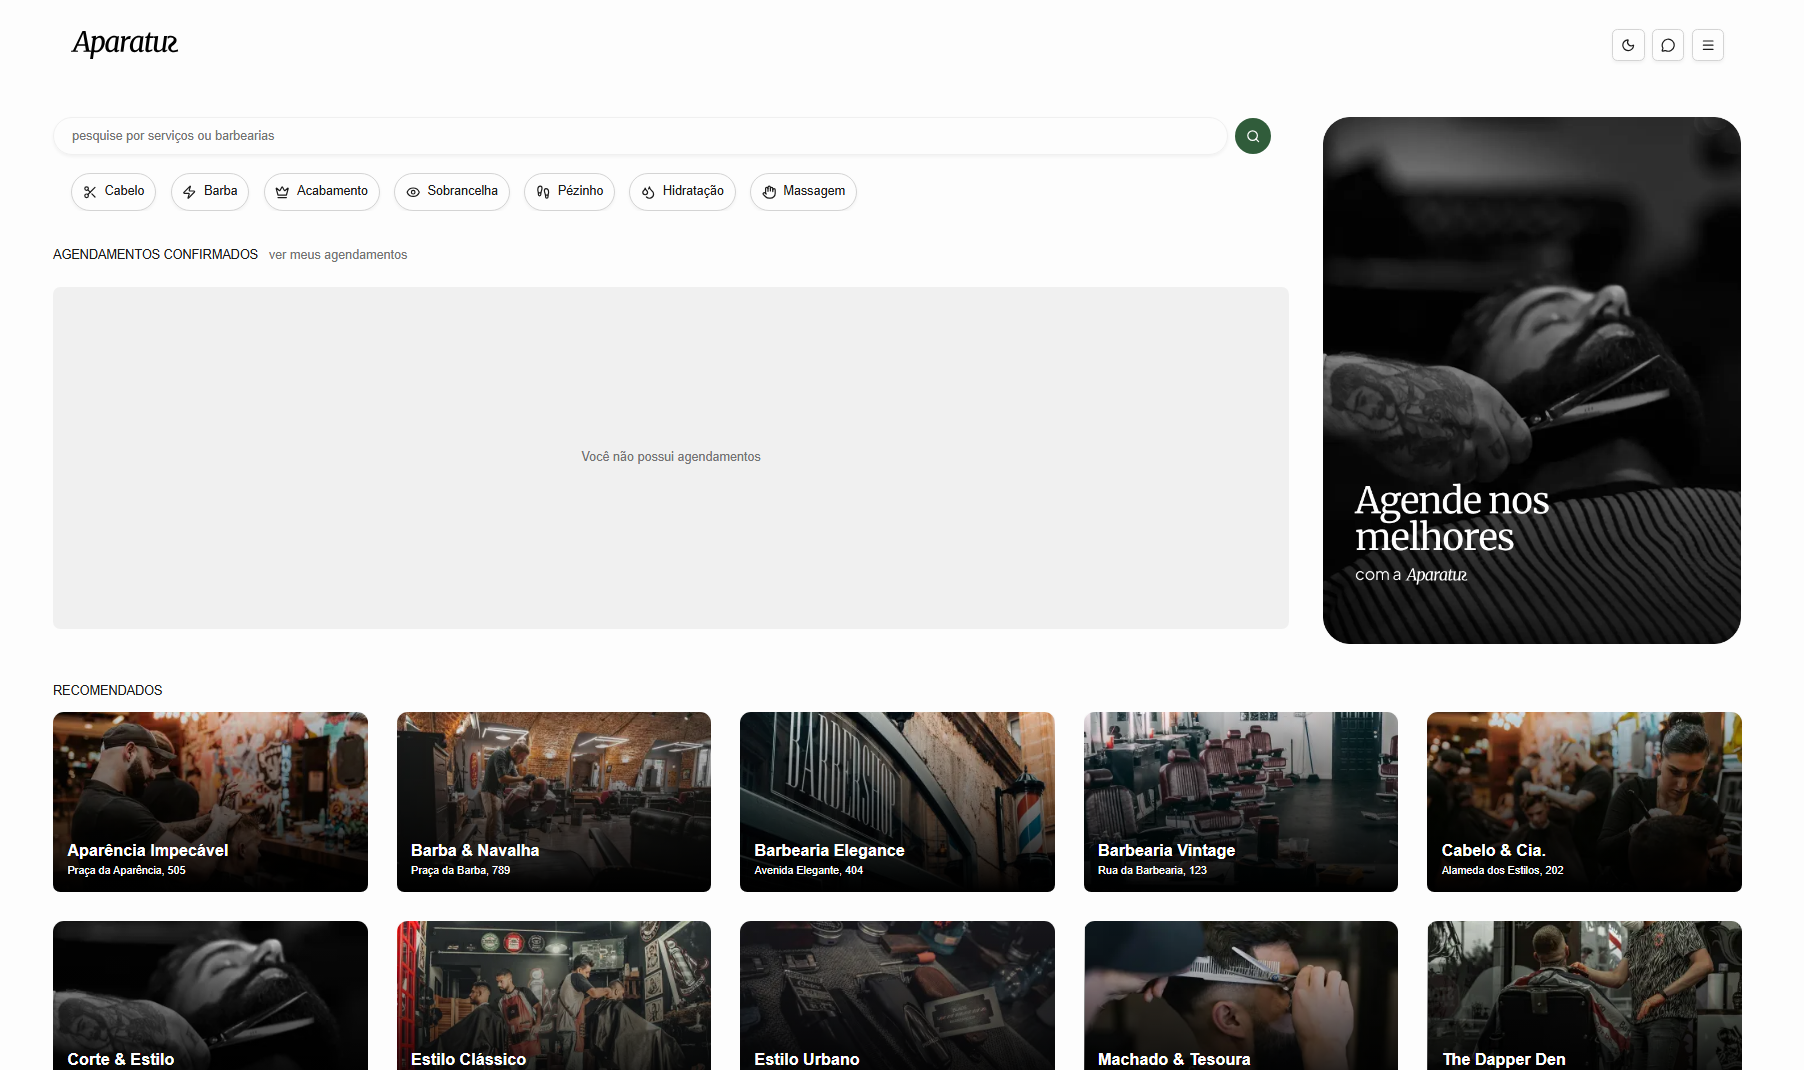 Aparatuz
pesquise por serviços ou barbearias
Cabelo
Barba
Acabamento
Sobrancelha
Pézinho
Hidratação
Massagem
AGENDAMENTOS CONFIRMADOS ver meus agendamentos
Você não possui agendamentos
Agende nos
melhores
com a Aparatuz
RECOMENDADOS
BARBERSHOP
Aparência Impecável
Praça da Aparência, 505
Barba & Navalha
Praça da Barba, 789
Barbearia Elegance
Avenida Elegante, 404
Barbearia Vintage
Rua da Barbearia, 123
Cabelo & Cia.
Alameda dos Estilos, 202
Corte & Estilo
Estilo Clássico
Estilo Urbano
Machado & Tesoura
The Dapper Den